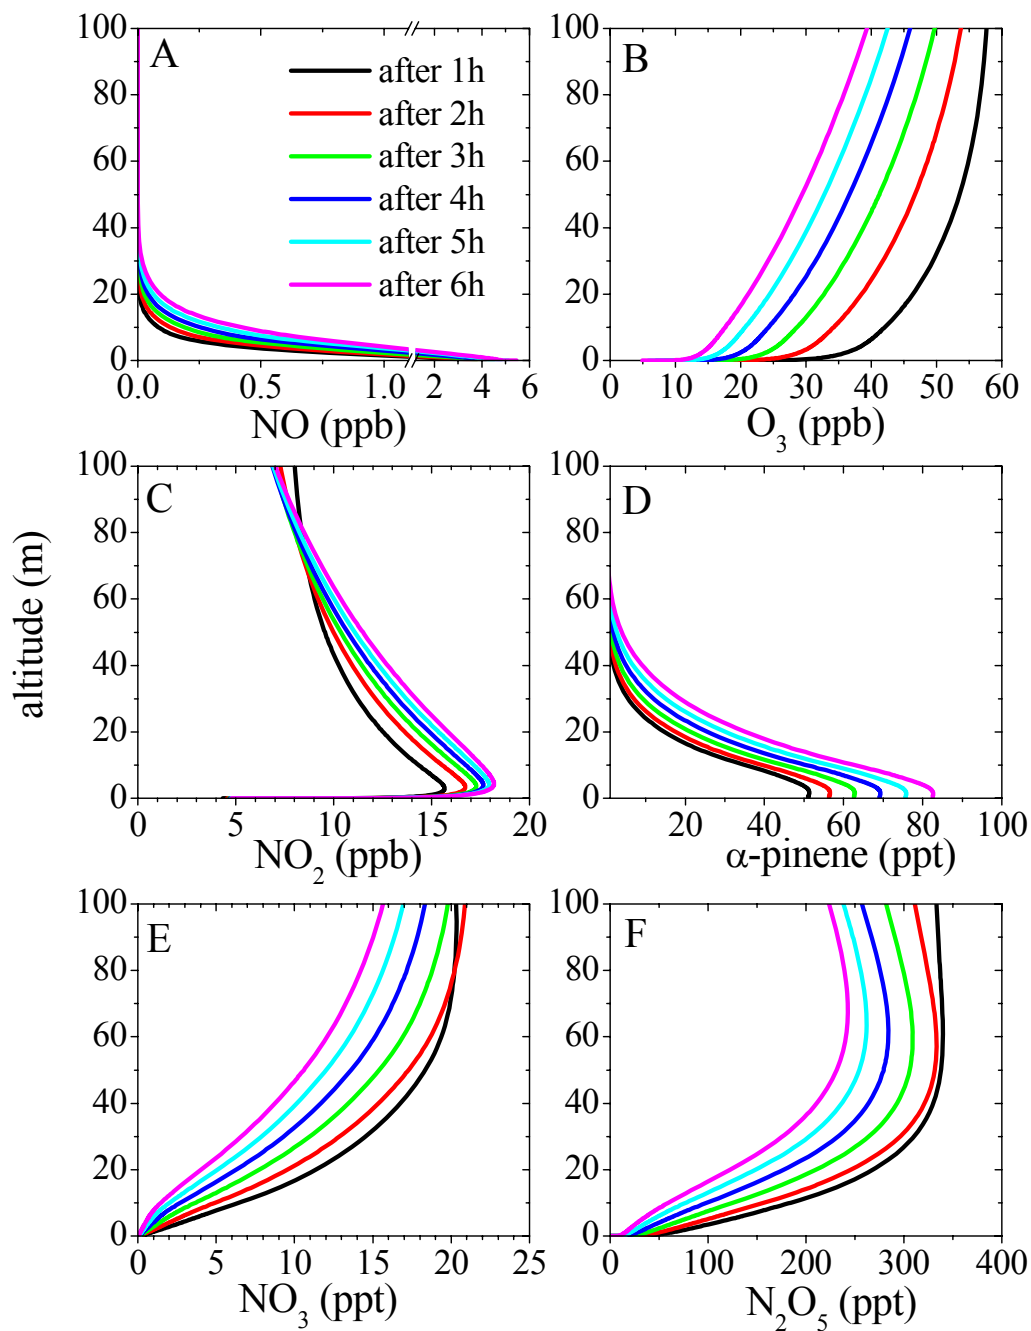 100
80
60
40
20
0
A
after 1h
after 2h
after 3h
after 4h
after 5h
after 6h
0.0 0.5 1.0 2 4 6
NO (ppb)
100
80
60
40
20
0
B
0 10 20 30 40 50 60
O3 (ppb)
altitude (m)
100
80
60
40
20
0
C
0 5 10 15 20
NO2 (ppb)
100
80
60
40
20
0
D
20 40 60 80 100
α-pinene (ppt)
100
80
60
40
20
0
E
0 5 10 15 20 25
NO3 (ppt)
100
80
60
40
20
0
F
0 100 200 300 400
N2O5 (ppt)